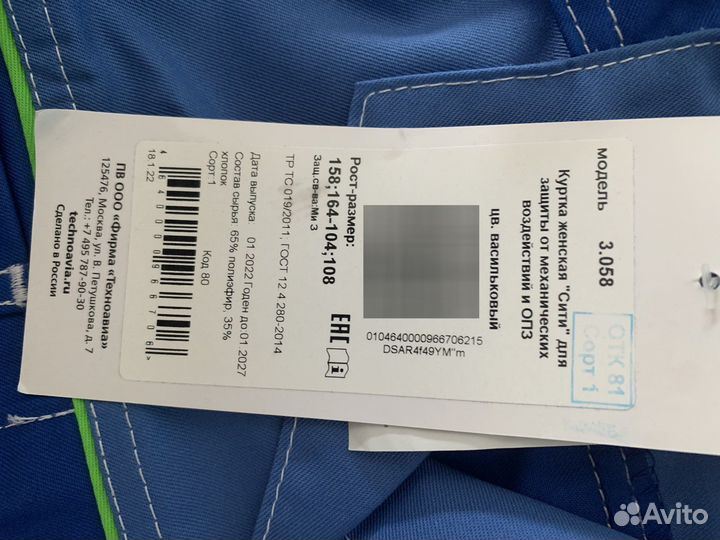 модель 3.058
Куртка женская "Сити" для
защиты от механических
воздействий и ОПЗ
цв. васильковый
ОТК 81
Сорт 1
0104640000966706215
DSAR4f49YM"m
Рост-размер:
158;164-104;108
Защ.св-ва:Ми З
EAC
ТР ТС 019/2011, ГОСТ 12.4.280-2014
Дата выпуска 01.2022 Годен до 01.2027
Состав сырья: 65% полиэфир, 35%
хлопок
Сорт 1
Код 80
4640000966706
18.1.22
ПВ ООО «Фирма «Техноавиа»
125476, Москва, ул. В. Петушкова, д. 7
Тел.: +7 495 787-90-30
technoavia.ru
Сделано в России
Avito